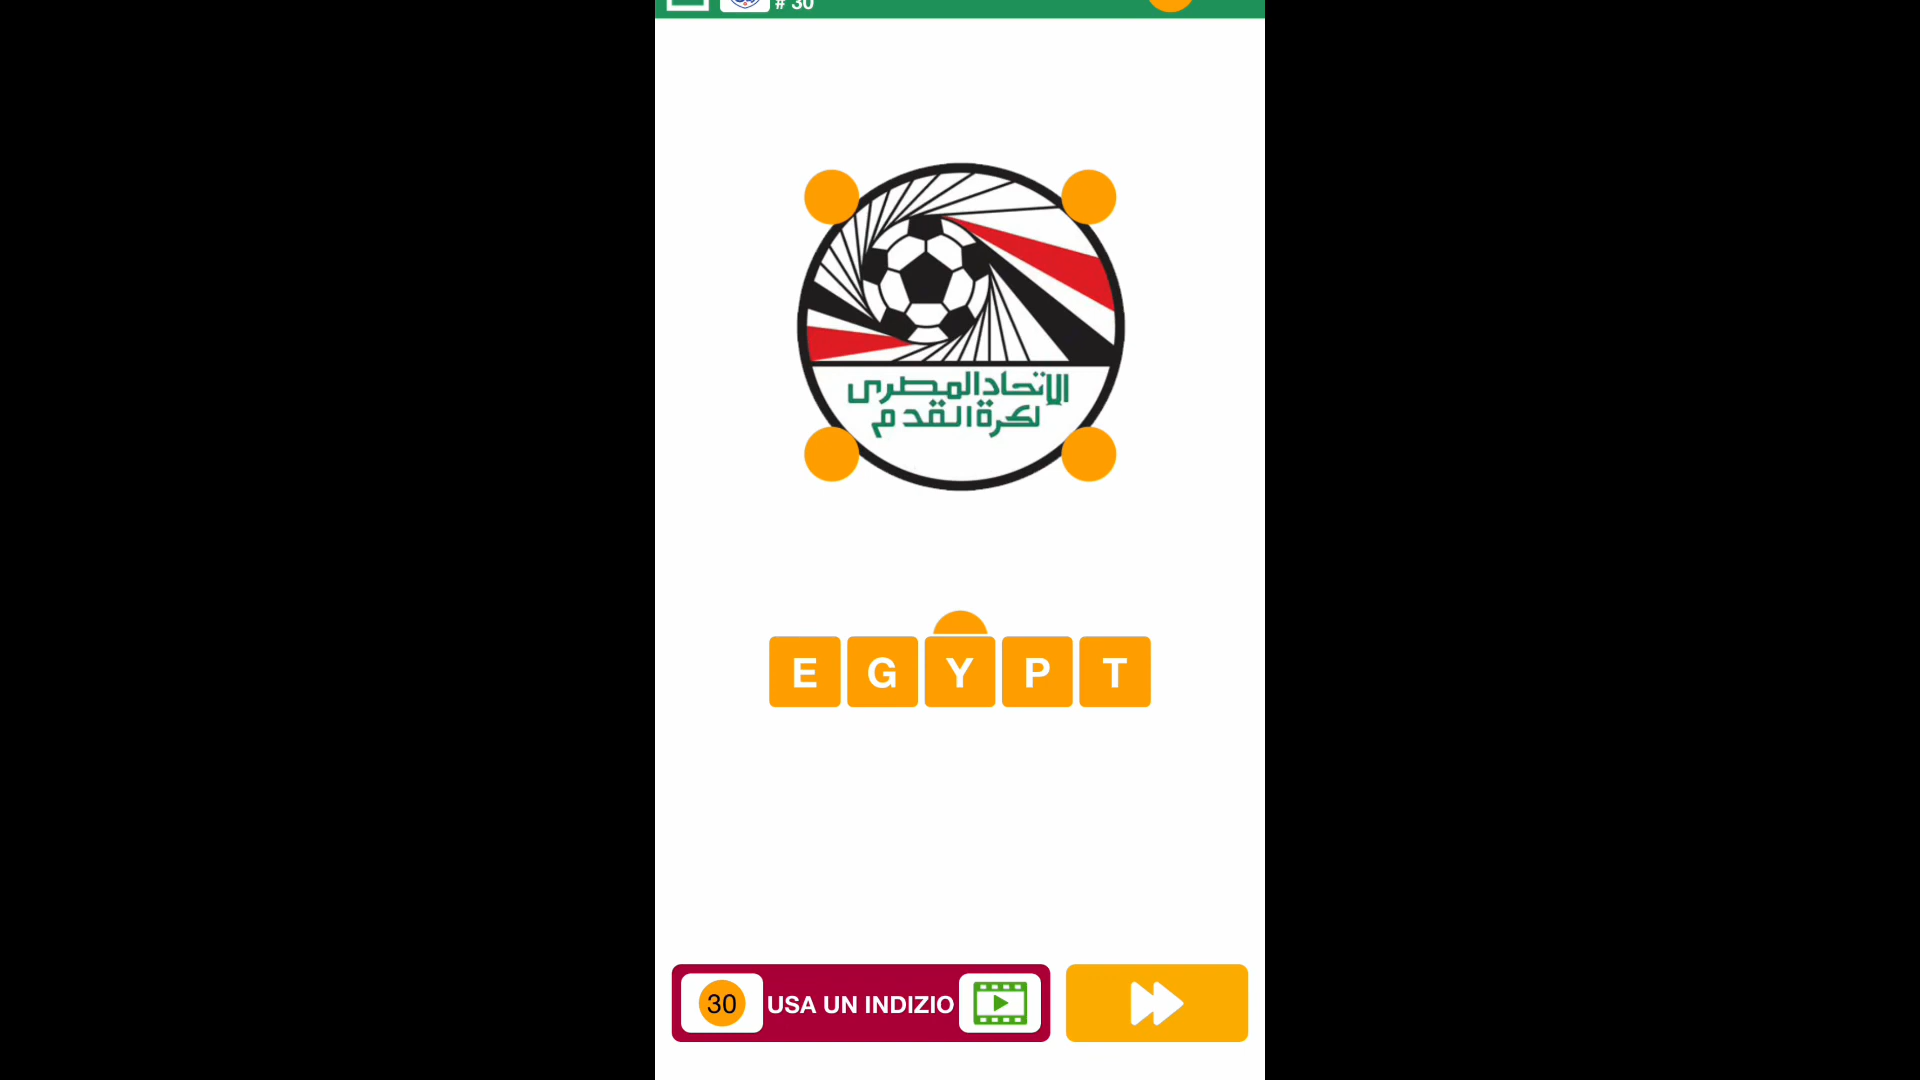 # 30
الاتحاد المصرى
لكرة القدم
E G Y P T
30 USA UN INDIZIO